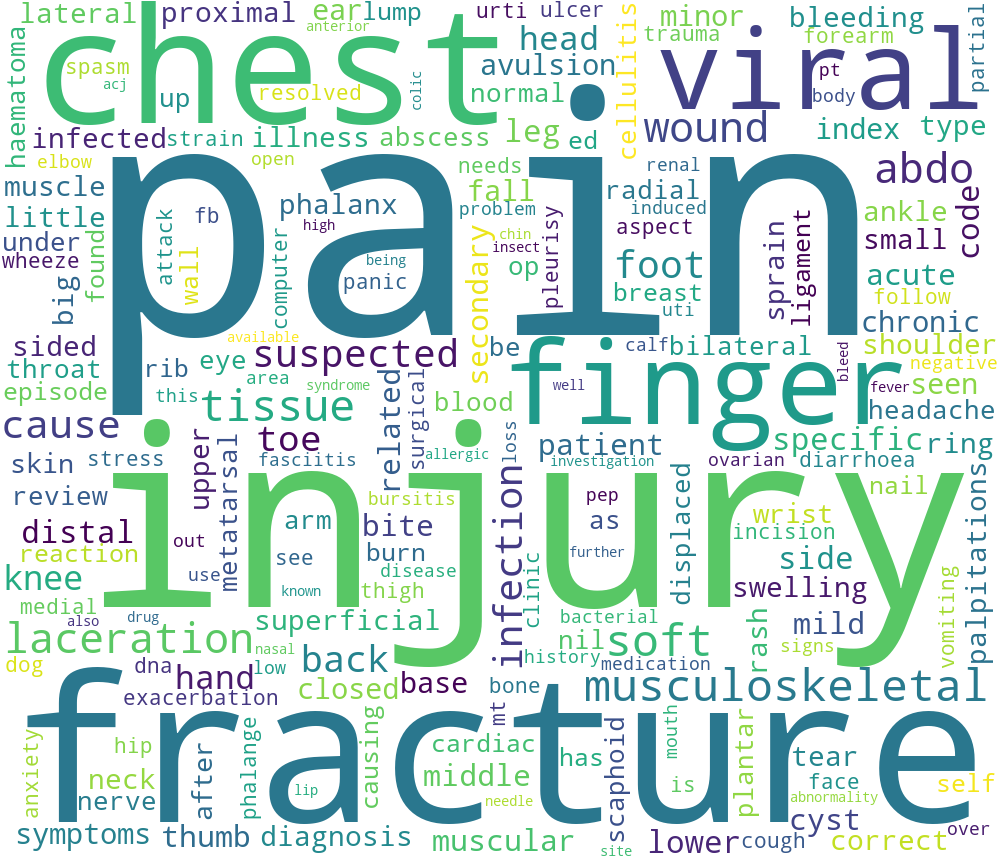 lateral proximal ear lump urti ulcer minor bleeding
anterior trauma forearm partial
haematoma chest head viral
spasm acj up resolved colic avulsion normal cellulitis pt body
infected strain illness abscess leg ed wound index type
elbow open needs renal abdo
muscle pain phalanx fall radial
little attack fb high problem induced ankle code
under wall computer being secondary chin insect pleurisy aspect sprain ligament small
wheeze found panic op foot acute
big breast uti follow
available chronic
sided suspected be finger calf bilateral bleed shoulder
throat rib eye area negative
episode this syndrome well fever seen
tissue related surgical blood headache
cause toe patient specific ring
skin stress upper metatarsal fasciitis allergic loss investigation ovarian diarrhoea
review injury bursitis infection pep displaced nail palpitations
distal out arm bite as wrist
reaction see burn further incision
knee use known disease clinic side
medial thigh swelling
also drug superficial bacterial rash mild vomiting
laceration nasal nil soft signs
dog dna hand low back history medication
exacerbation closed base bone musculoskeletal
fracture mt
anxiety hip after phalange causing cardiac has scaphoid mouth plantar tear
neck middle is face self
nerve lip needle abnormality
symptoms thumb diagnosis muscular site lower cough cyst correct over